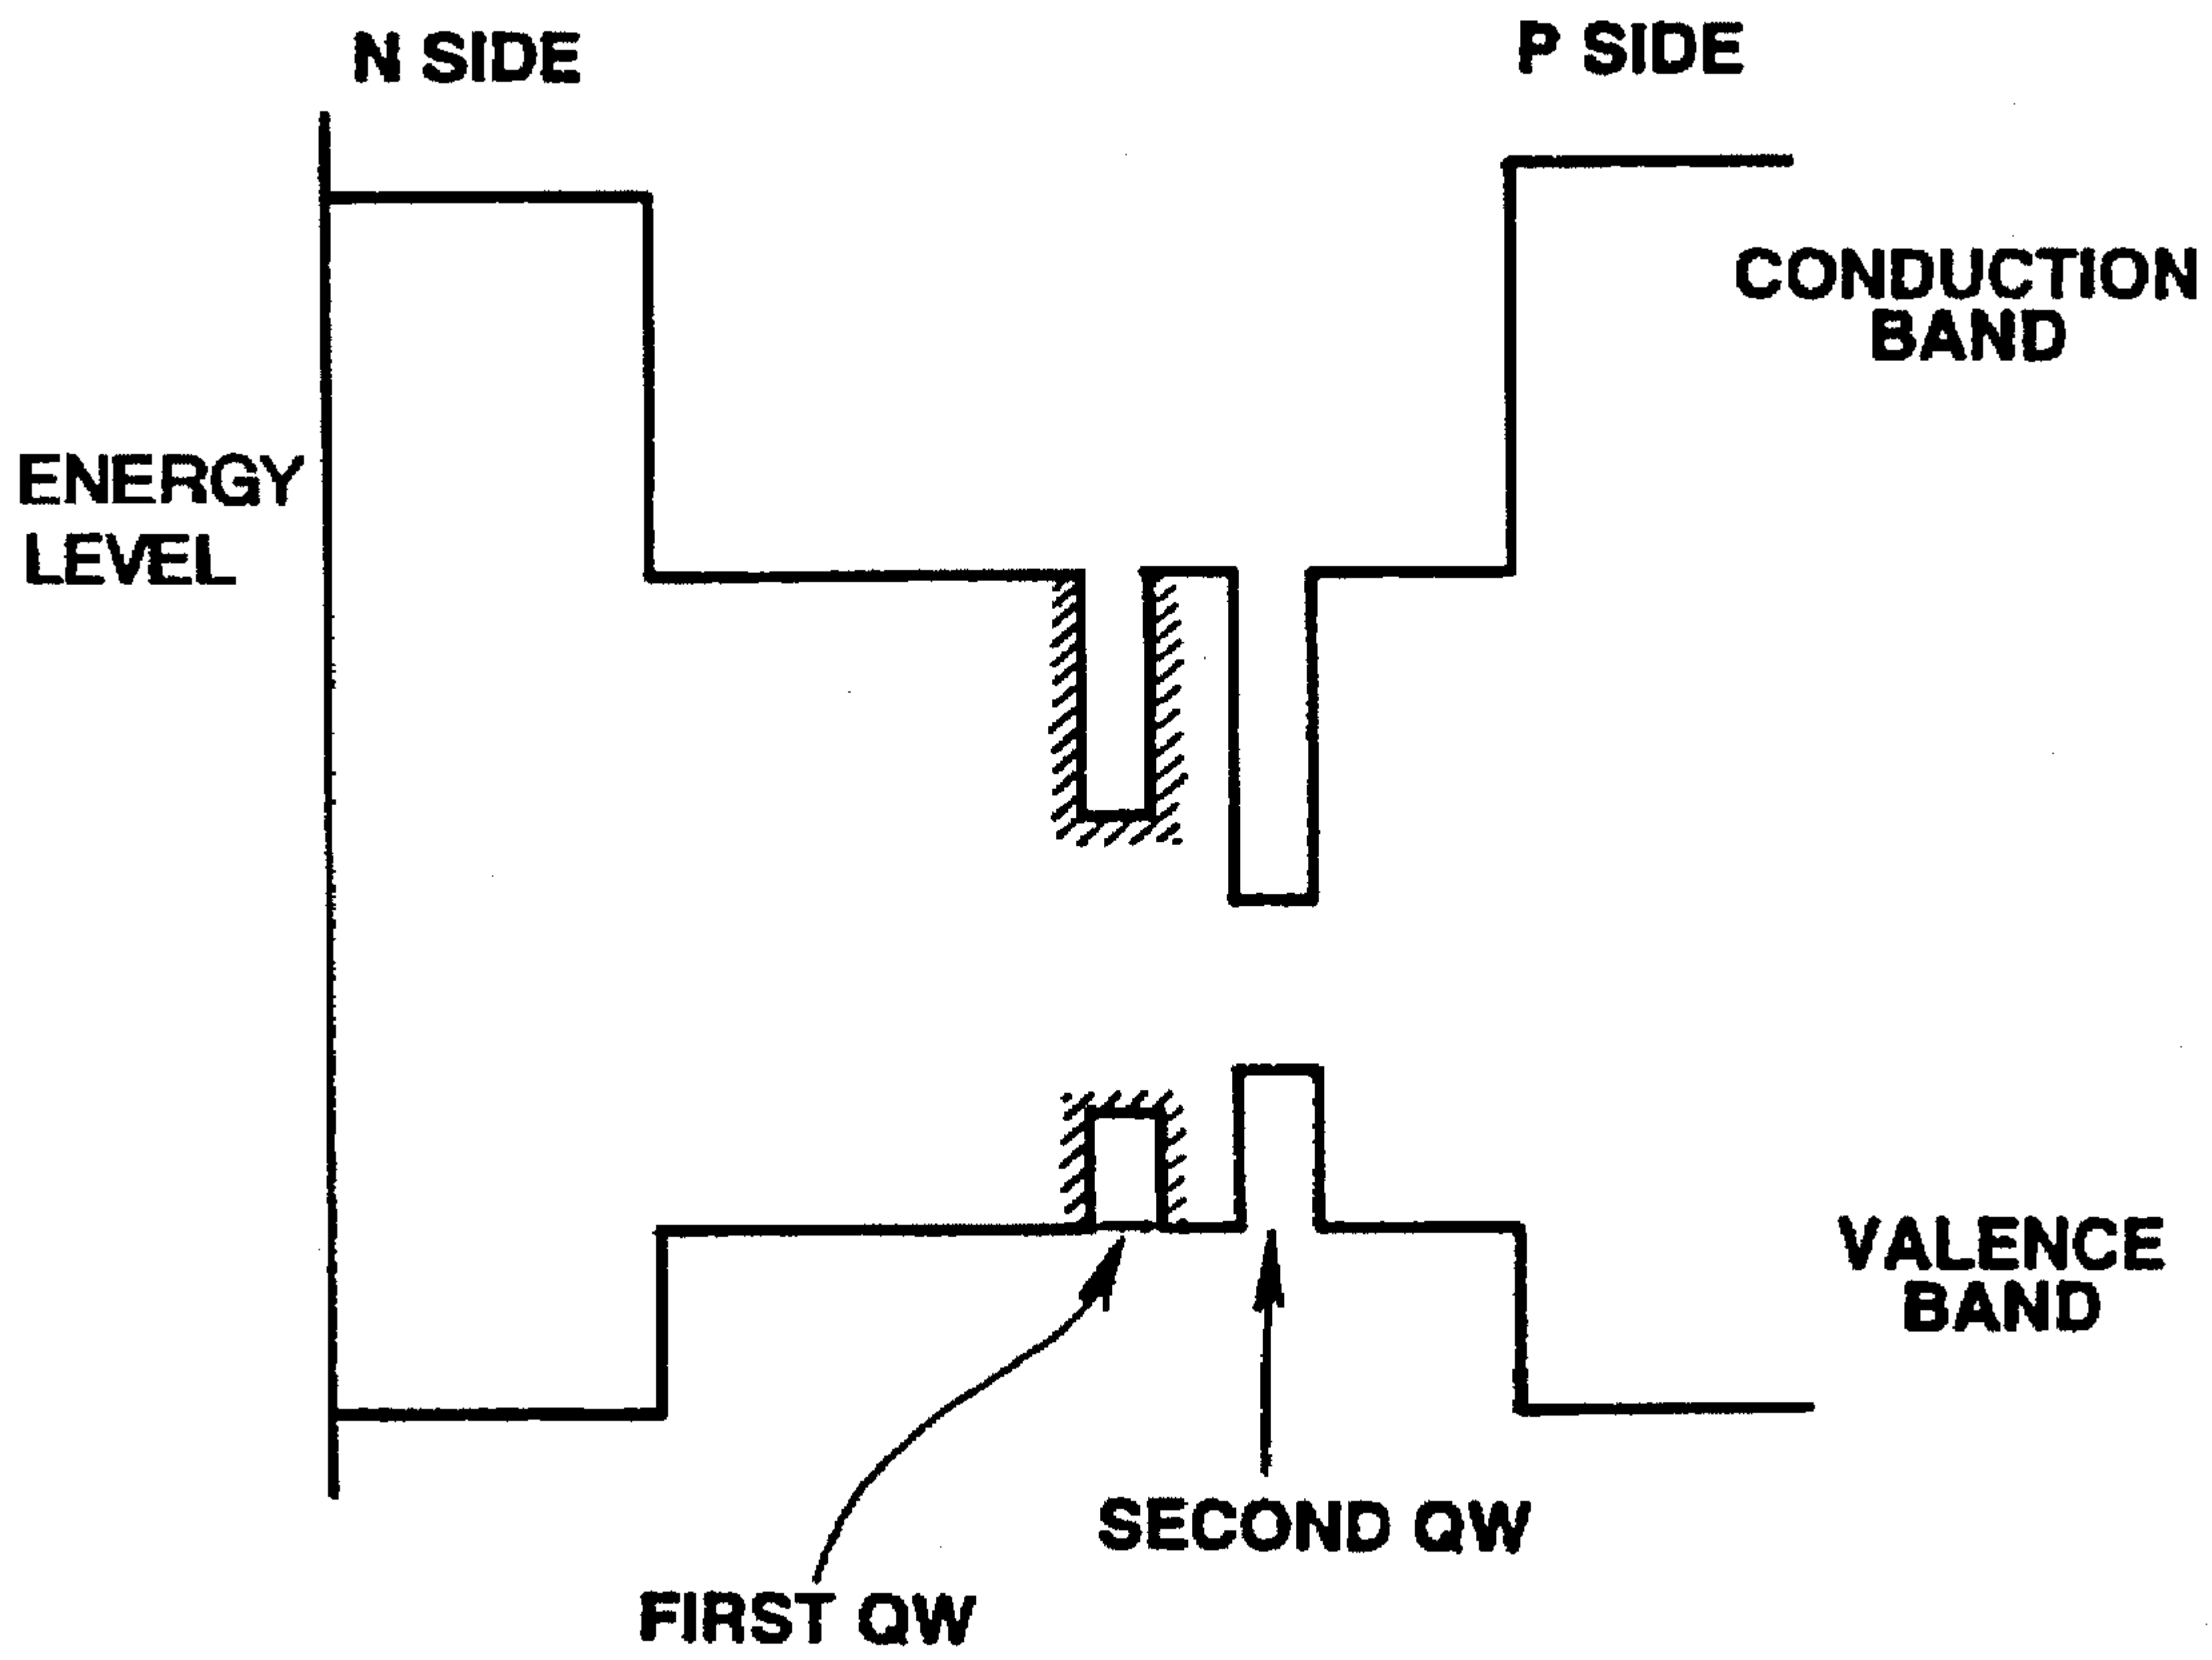 N SIDE
P SIDE
CONDUCTION
BAND
ENERGY
LEVEL
VALENCE
BAND
SECOND QW
FIRST QW